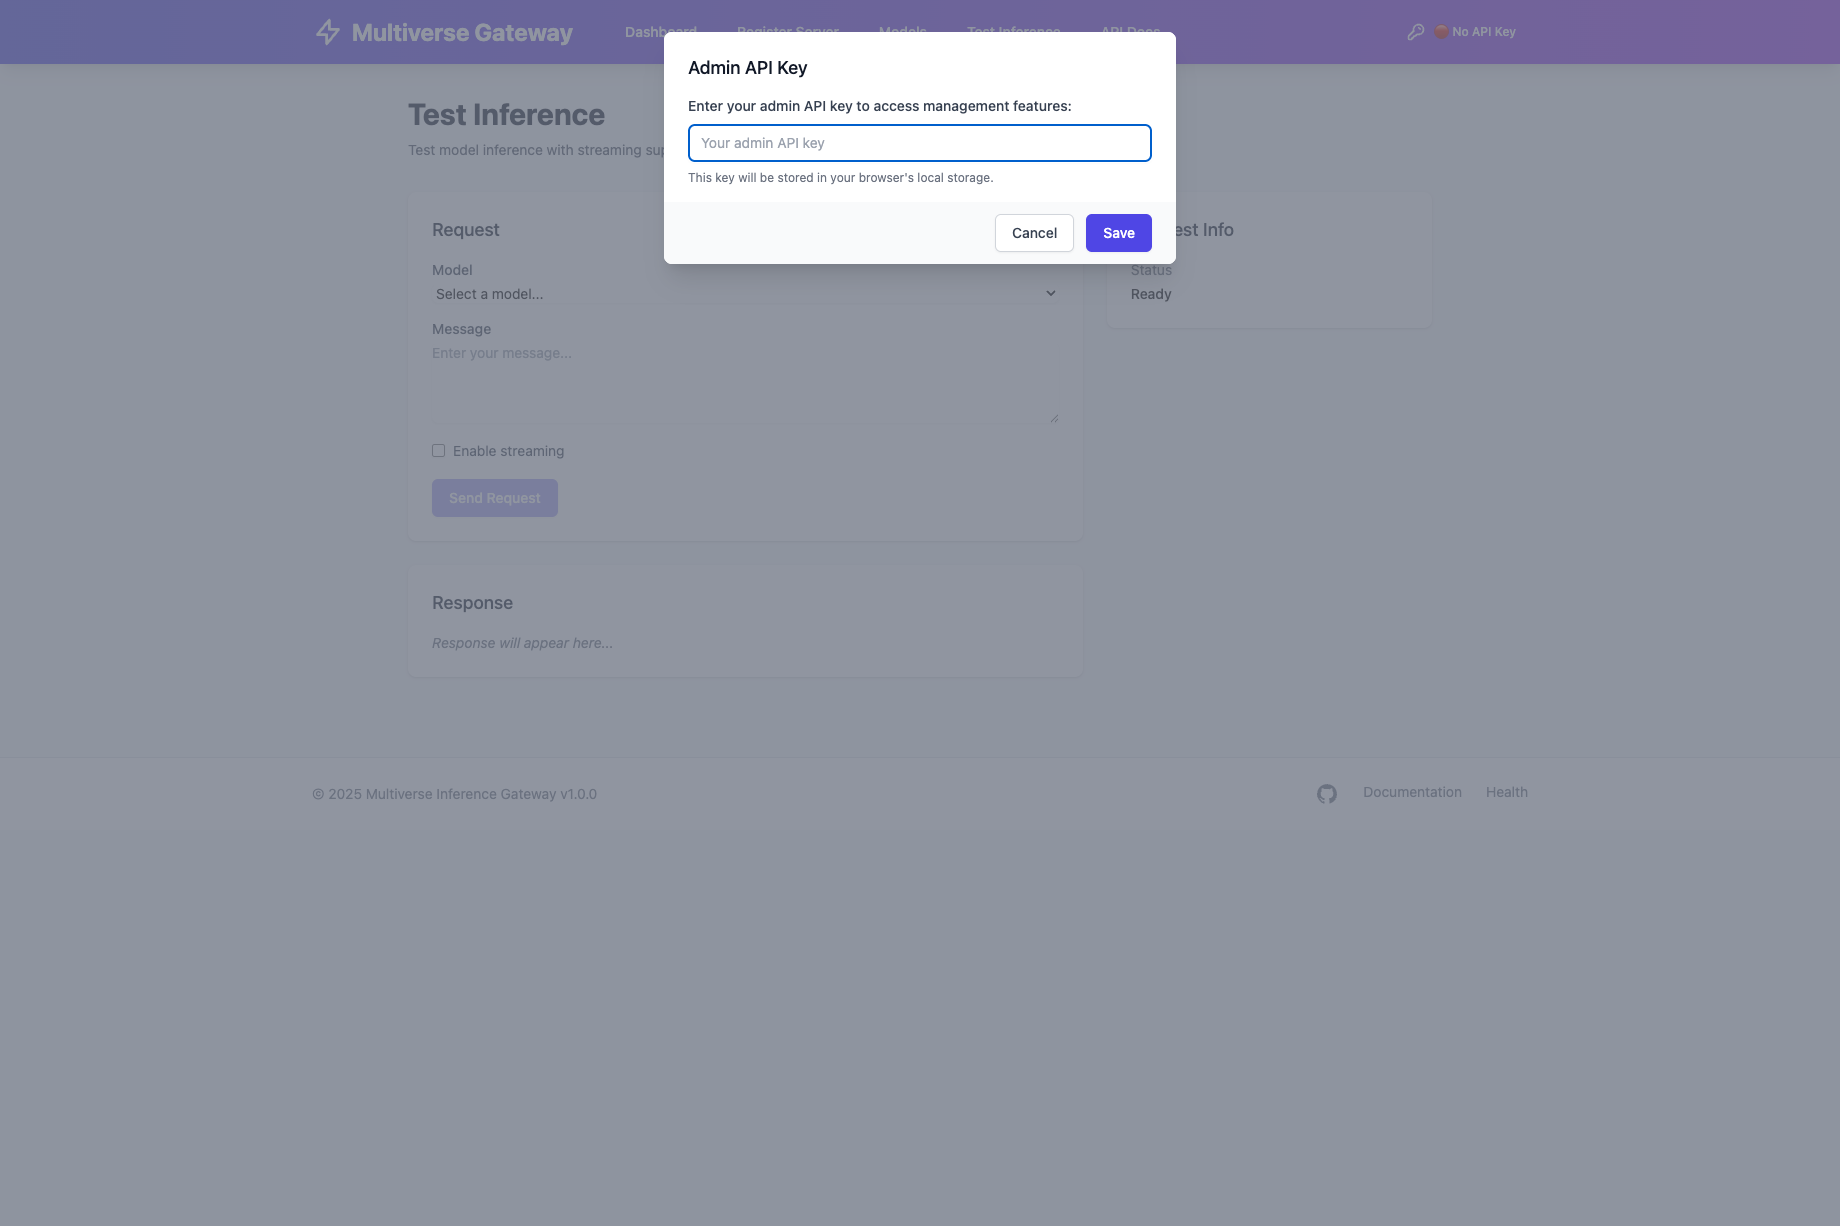 Multiverse Gateway
Dashboard Register Server Models Test Inference API Docs
No API Key
Admin API Key
Enter your admin API key to access management features:
Your admin API key
This key will be stored in your browser's local storage.
Cancel Save
Test Inference
Test model inference with streaming
Request
Model
Select a model...
Message
Enter your message...
Enable streaming
Send Request
Response
Response will appear here...
Info
Status
Ready
© 2025 Multiverse Inference Gateway v1.0.0
Documentation Health